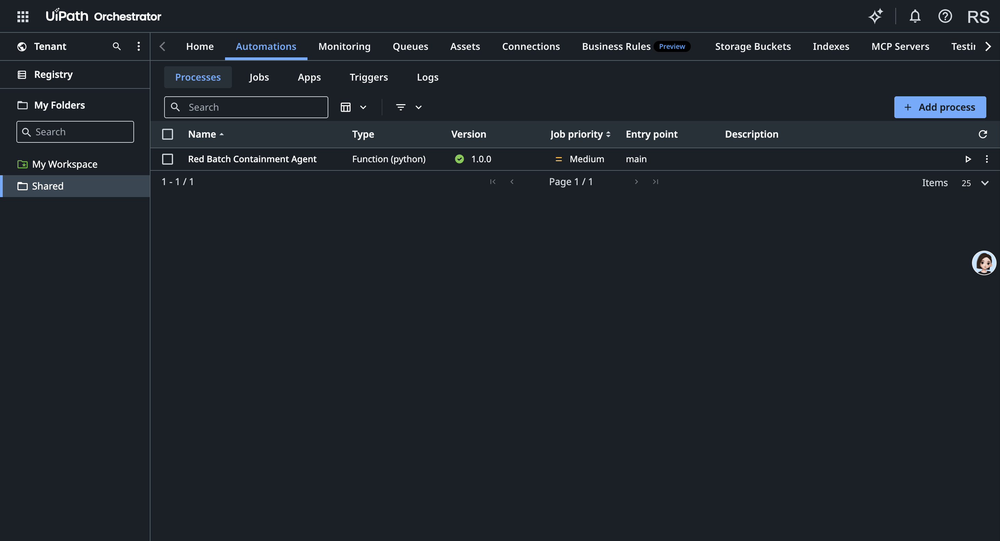 UiPath Orchestrator
RS
Tenant
Home
Automations
Monitoring
Queues
Assets
Connections
Business Rules
Preview
Storage Buckets
Indexes
MCP Servers
Testin
Registry
My Folders
Search
My Workspace
Shared
Processes
Jobs
Apps
Triggers
Logs
Search
+ Add process
Name
Type
Version
Job priority
Entry point
Description
Red Batch Containment Agent
Function (python)
1.0.0
Medium
main
1 - 1 / 1
Page 1 / 1
Items
25